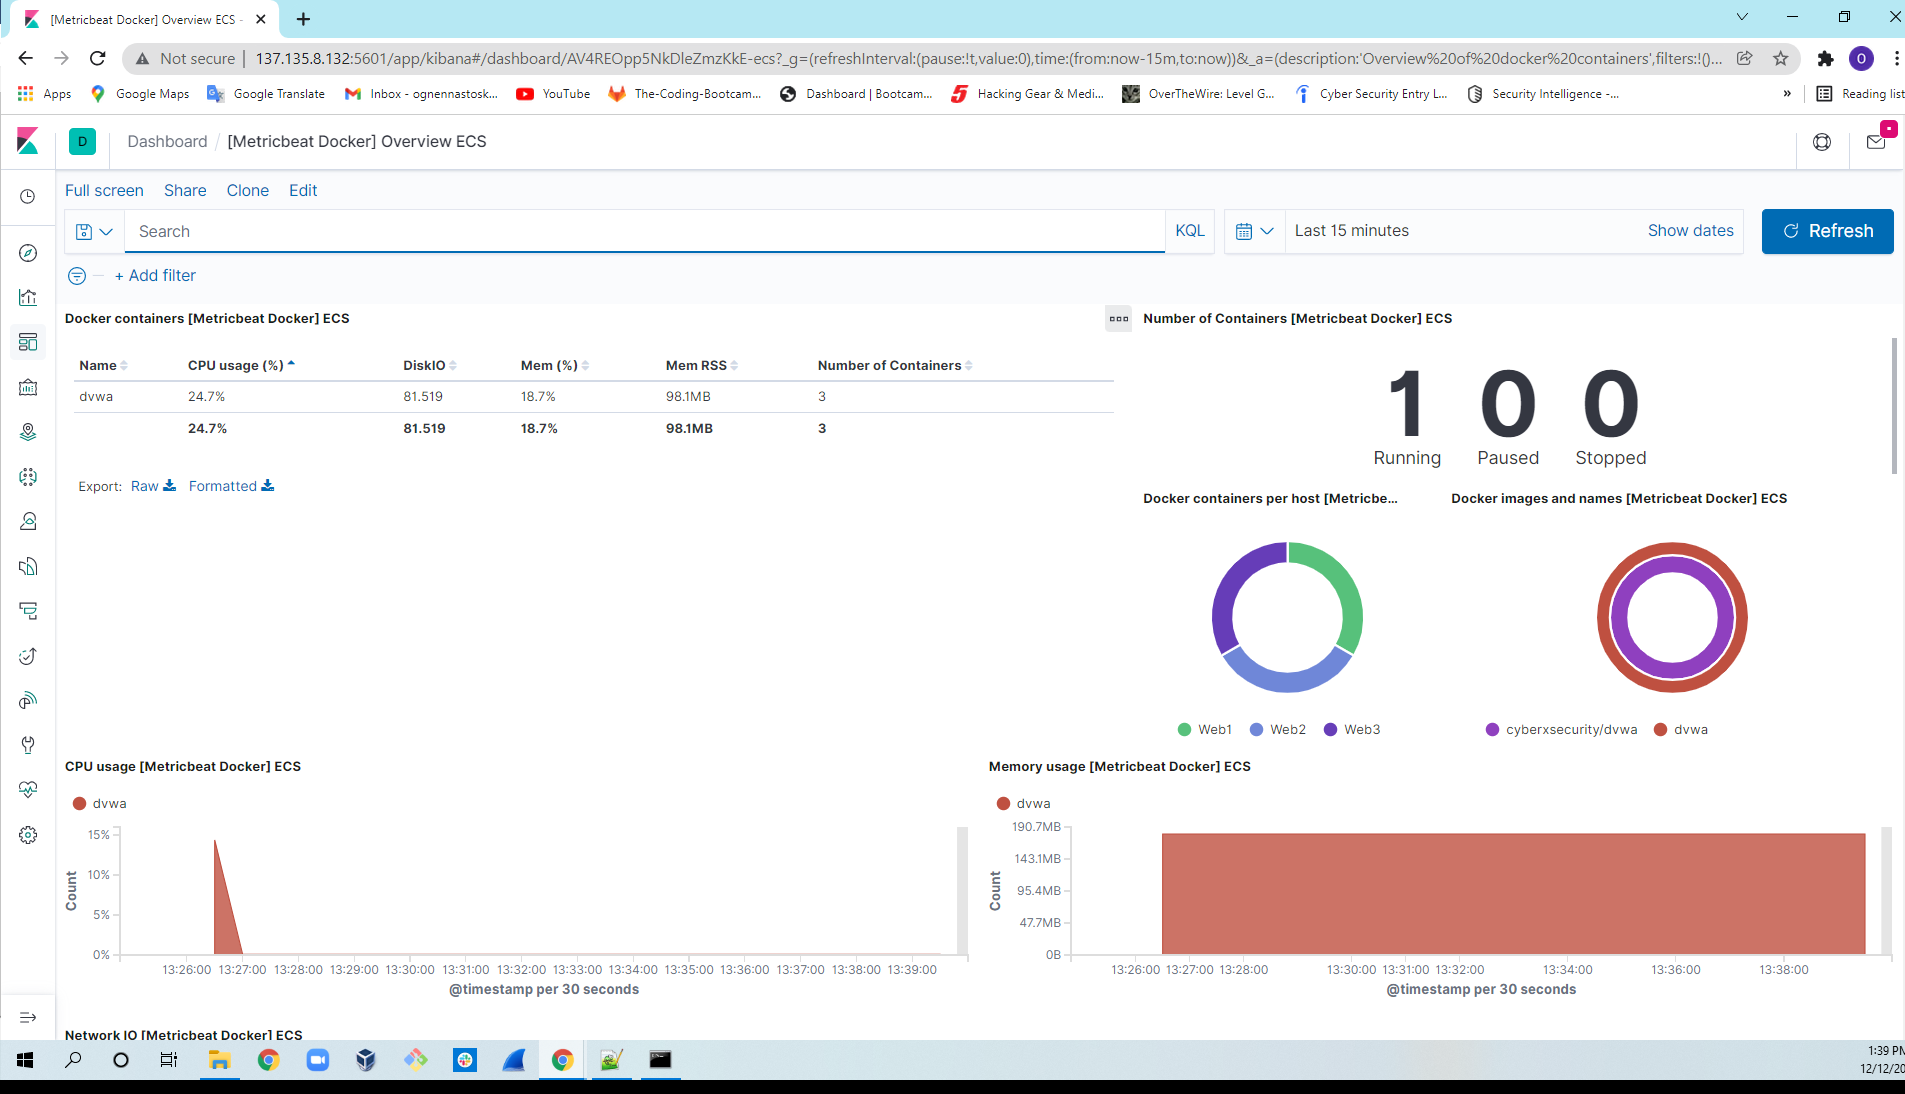 [Metricbeat Docker] Overview ECS -
Not secure | 137.135.8.132:5601/app/kibana#/dashboard/AV4REOpp5NkDleZmzKkE-ecs?_g=(refreshInterval:(pause:!t,value:0),time:(from:now-15m,to:now))&_a=(description:'Overview%20of%20docker%20containers',filters:!()...
O
Apps Google Maps Google Translate Inbox - ognennastosk... YouTube The-Coding-Bootcam... Dashboard | Bootcam... Hacking Gear & Medi... OverTheWire: Level G... Cyber Security Entry L... Security Intelligence -... » Reading list
D Dashboard / [Metricbeat Docker] Overview ECS
Full screen Share Clone Edit
Search KQL Last 15 minutes Show dates Refresh
+ Add filter
Docker containers [Metricbeat Docker] ECS
Name CPU usage (%) DiskIO Mem (%) Mem RSS Number of Containers
dvwa 24.7% 81.519 18.7% 98.1MB 3
24.7% 81.519 18.7% 98.1MB 3
Export: Raw Formatted
Number of Containers [Metricbeat Docker] ECS
1 0 0
Running Paused Stopped
Docker containers per host [Metricbe...
Web1 Web2 Web3
Docker images and names [Metricbeat Docker] ECS
cyberxsecurity/dvwa dvwa
CPU usage [Metricbeat Docker] ECS
dvwa
15%
10%
5%
0%
Count
13:26:00 13:27:00 13:28:00 13:29:00 13:30:00 13:31:00 13:32:00 13:33:00 13:34:00 13:35:00 13:36:00 13:37:00 13:38:00 13:39:00
@timestamp per 30 seconds
Memory usage [Metricbeat Docker] ECS
dvwa
190.7MB
143.1MB
95.4MB
47.7MB
0B
Count
13:26:00 13:27:00 13:28:00 13:30:00 13:31:00 13:32:00 13:34:00 13:36:00 13:38:00
@timestamp per 30 seconds
Network IO [Metricbeat Docker] ECS
1:39 PM
12/12/20